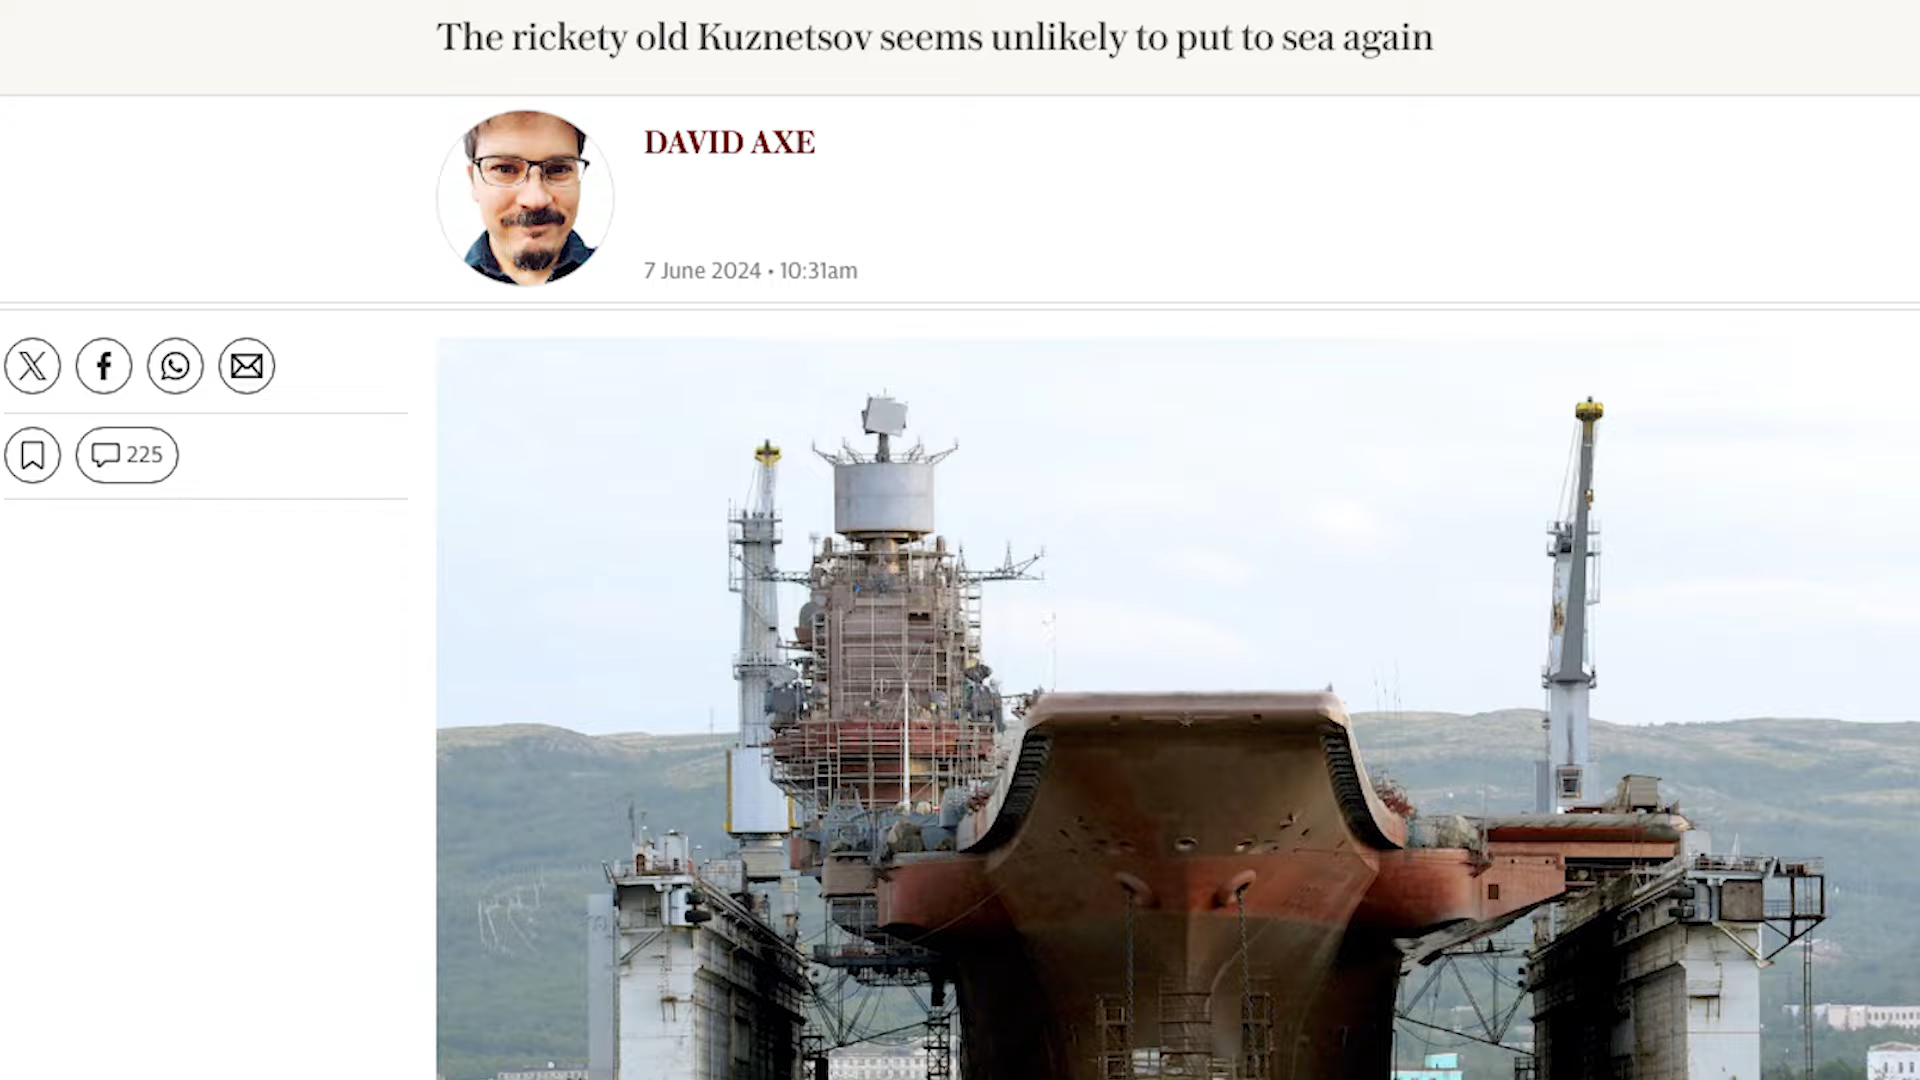 The rickety old Kuznetsov seems unlikely to put to sea again
DAVID AXE
7 June 2024 • 10:31am
225